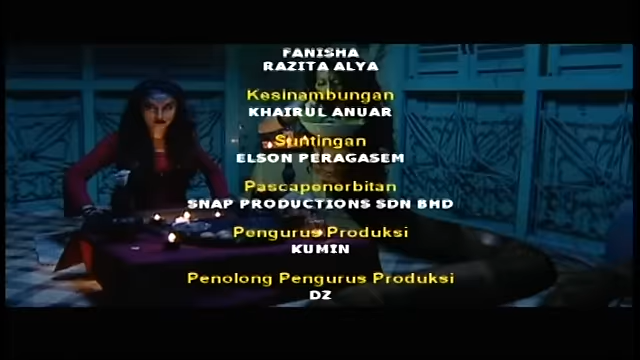 FANISHA
RAZITA ALYA
Kesinambungan
KHAIRUL ANUAR
Suntingan
ELSON PERAGASEM
Pascapenerbitan
SNAP PRODUCTIONS SDN BHD
Pengurus Produksi
KUMIN
Penolong Pengurus Produksi
DZ